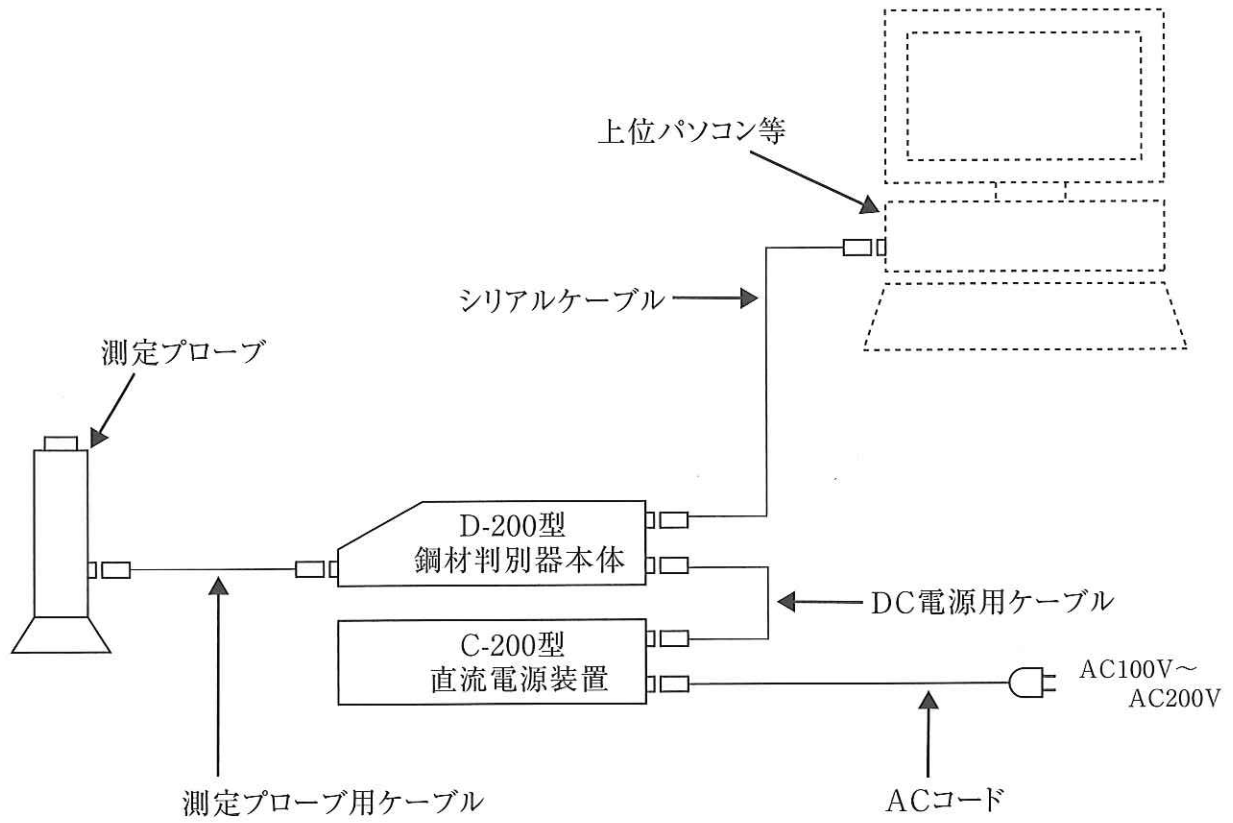 上位パソコン等
シリアルケーブル
測定プローブ
D-200型
鋼材判別器本体
DC電源用ケーブル
C-200型
直流電源装置
AC100V～
AC200V
測定プローブ用ケーブル
ACコード